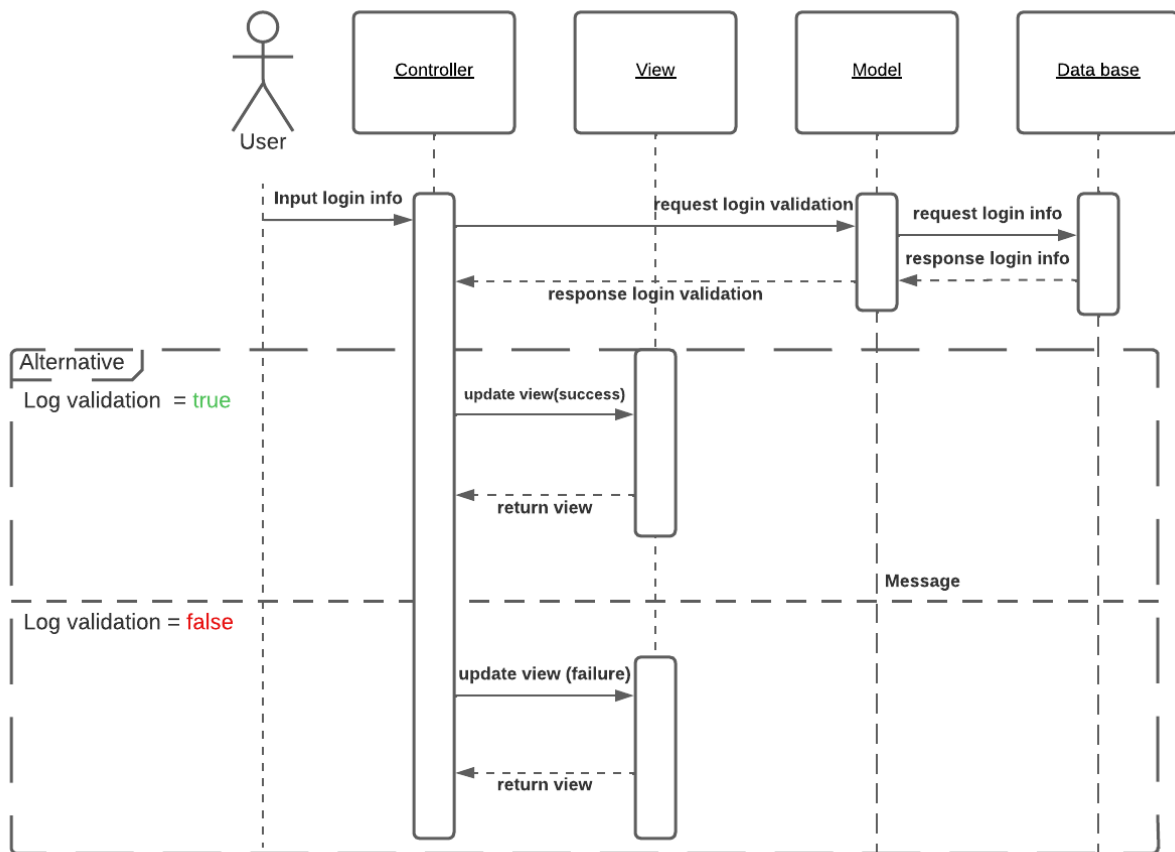 User
Controller
View
Model
Data base
Input login info
request login validation
request login info
response login info
response login validation
Alternative
Log validation = true
update view(success)
return view
Message
Log validation = false
update view (failure)
return view